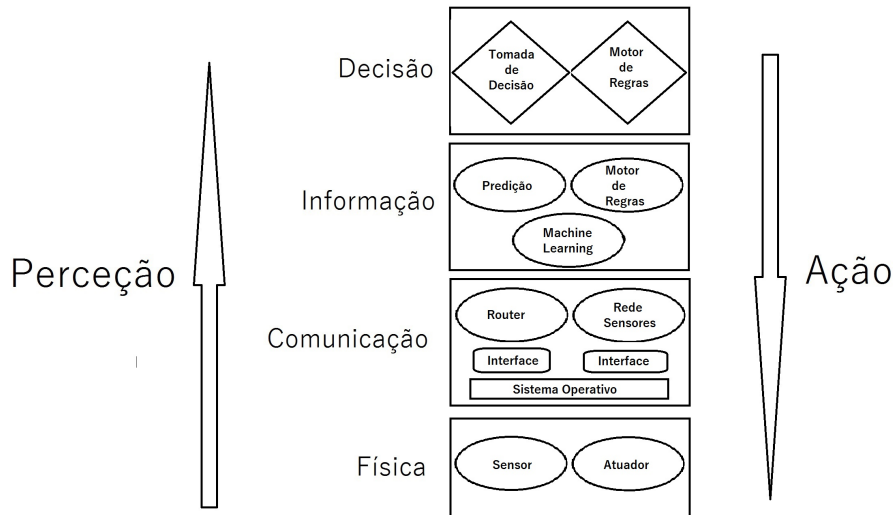 Decisão
Tomada
de
Decisão
Motor
de
Regras
Informação
Predição
Motor
de
Regras
Machine
Learning
Perceção
Ação
Comunicação
Router
Rede
Sensores
Interface
Interface
Sistema Operativo
Física
Sensor
Atuador